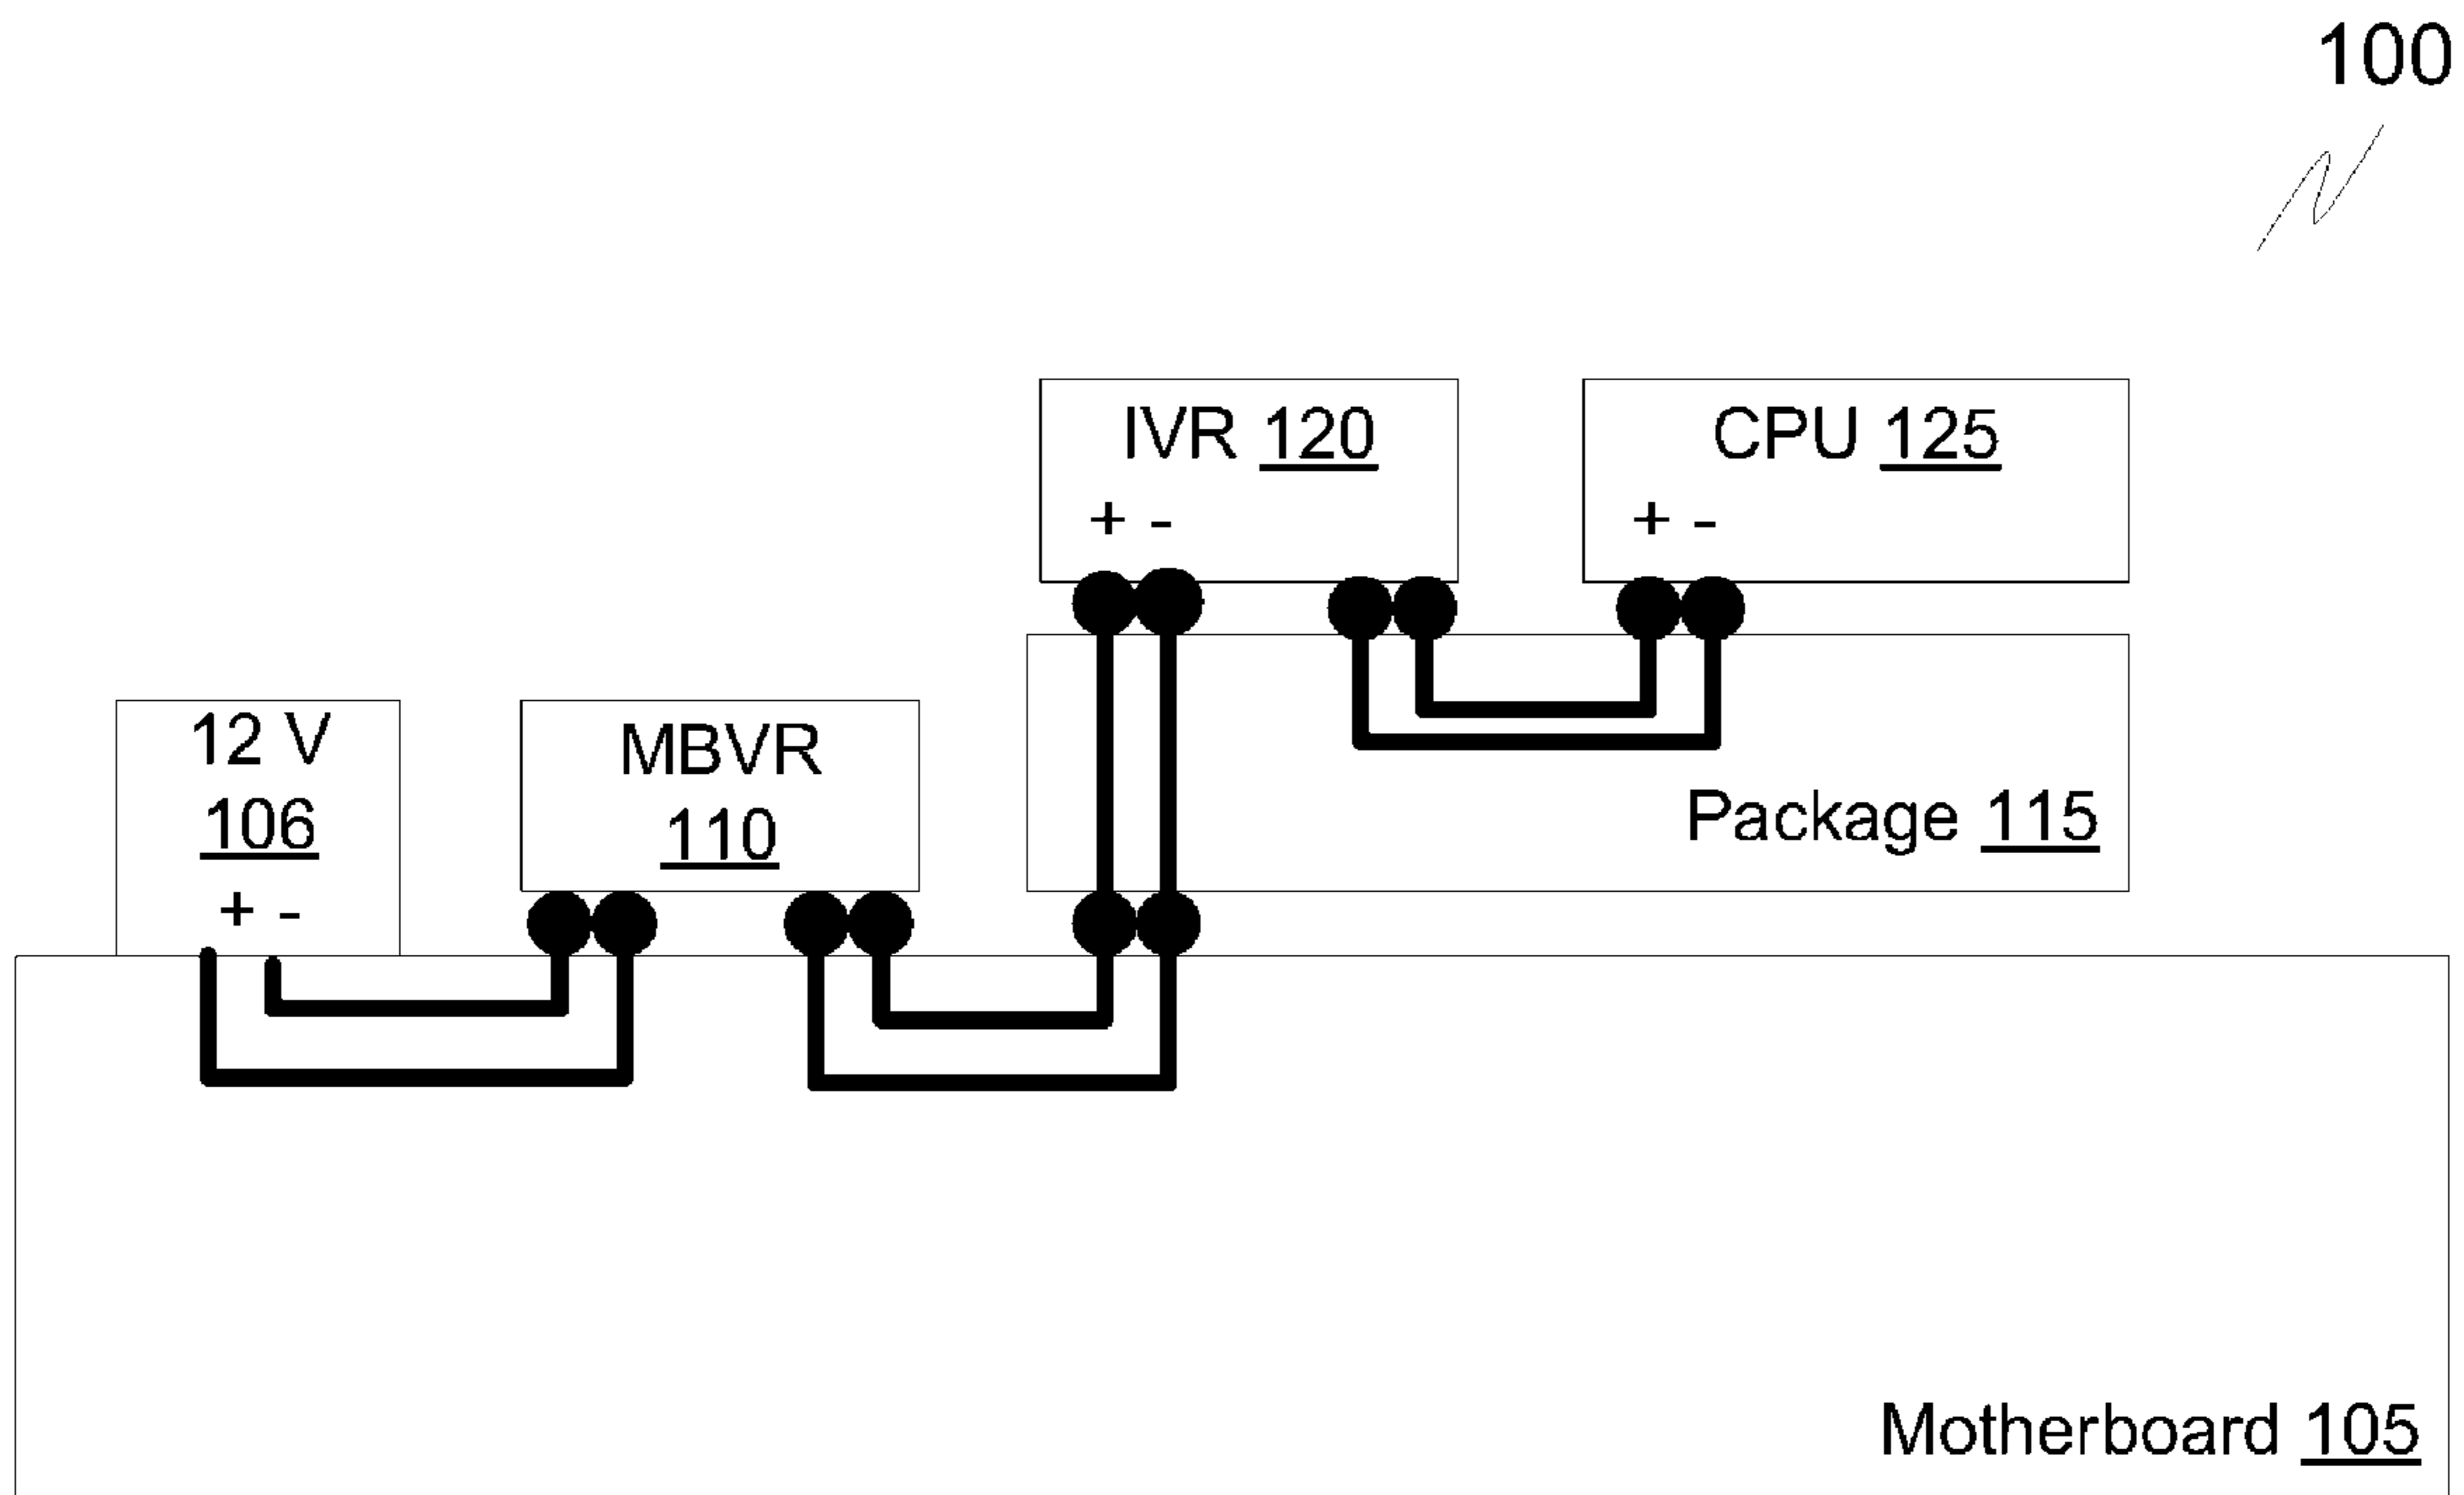 100
IVR 120
+ -
CPU 125
+ -
12 V
106
+ -
MBVR
110
Package 115
Motherboard 105